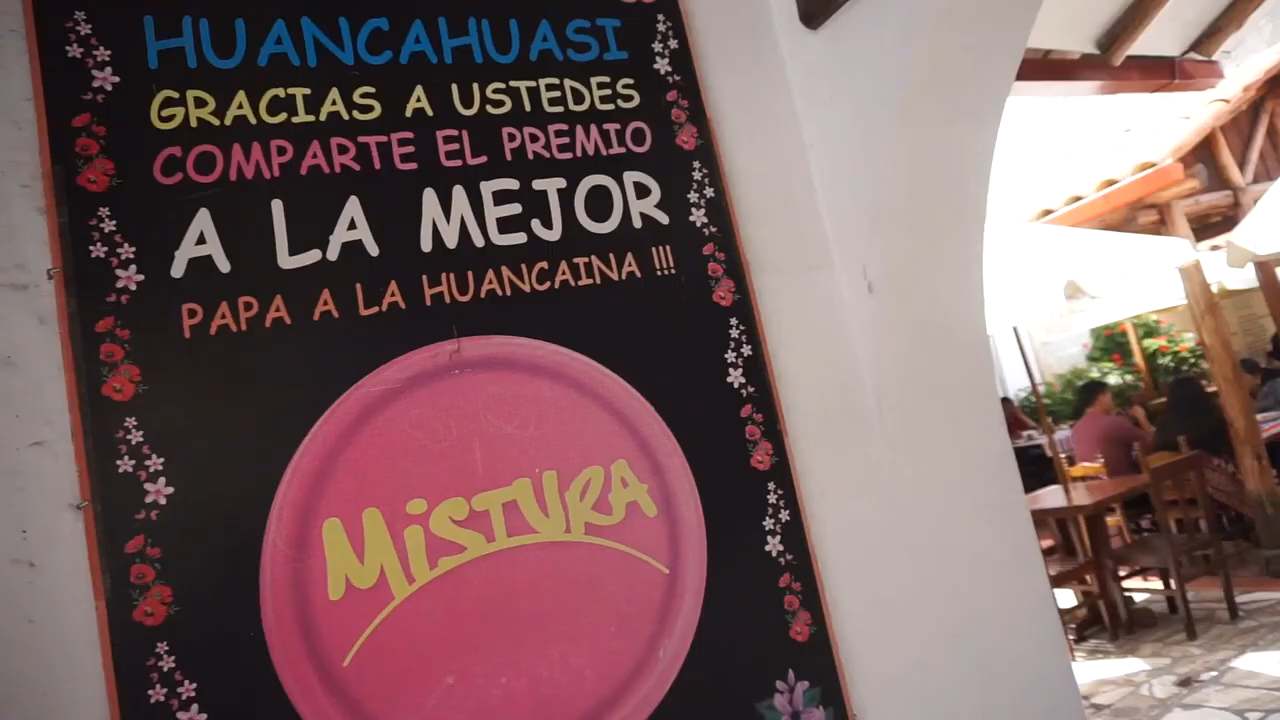 HUANCAHUASI
GRACIAS A USTEDES
COMPARTE EL PREMIO
A LA MEJOR
PAPA A LA HUANCAINA !!!
MiSTURA